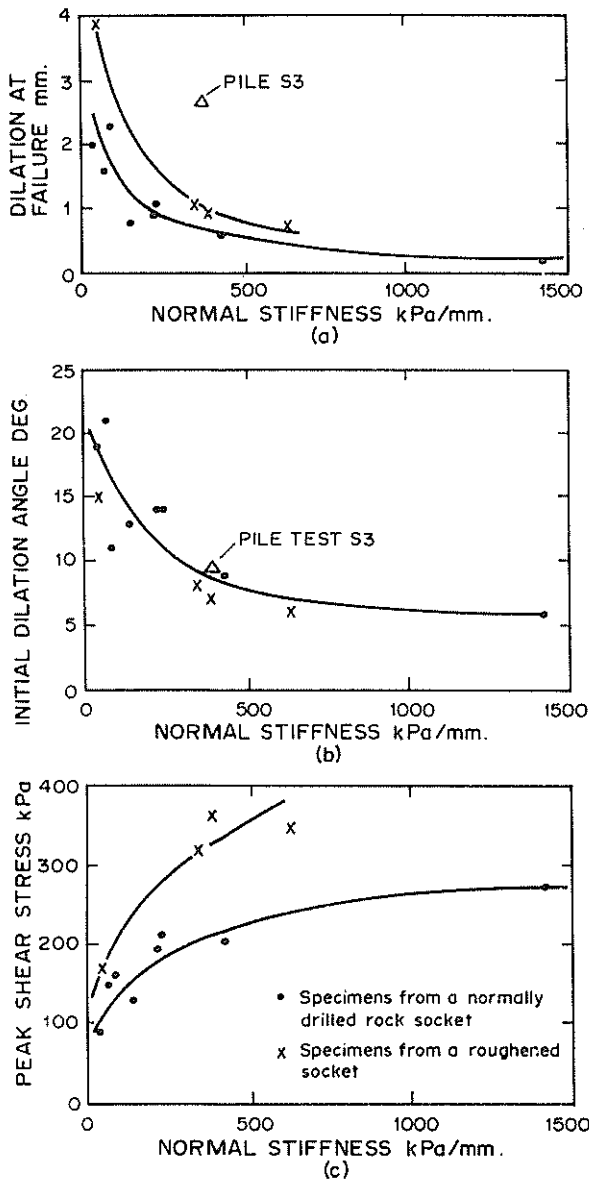 DILATION AT
FAILURE mm.
4
3
2
1
0
PILE S3
0
500
1000
1500
NORMAL STIFFNESS kPa/mm.
(a)
INITIAL DILATION ANGLE DEG.
25
20
15
10
5
0
PILE TEST S3
0
500
1000
1500
NORMAL STIFFNESS kPa/mm.
(b)
PEAK SHEAR STRESS kPa
400
300
200
100
0
Specimens from a normally
drilled rock socket
x Specimens from a roughened
socket
0
500
1000
1500
NORMAL STIFFNESS kPa/mm.
(c)